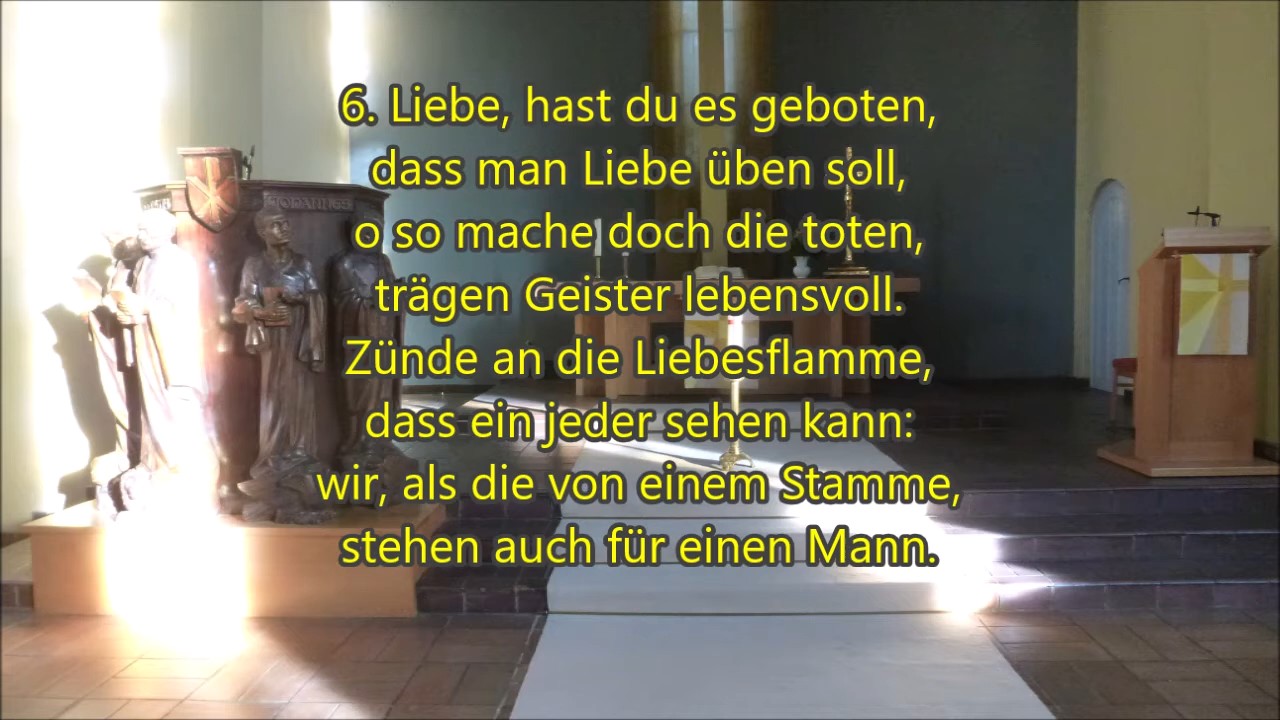 6. Liebe, hast du es geboten,
dass man Liebe üben soll,
o so mache doch die toten,
trägen Geister lebensvoll.
Zünde an die Liebesflamme,
dass ein jeder sehen kann:
wir, als die von einem Stamme,
stehen auch für einen Mann.
JOHANNES